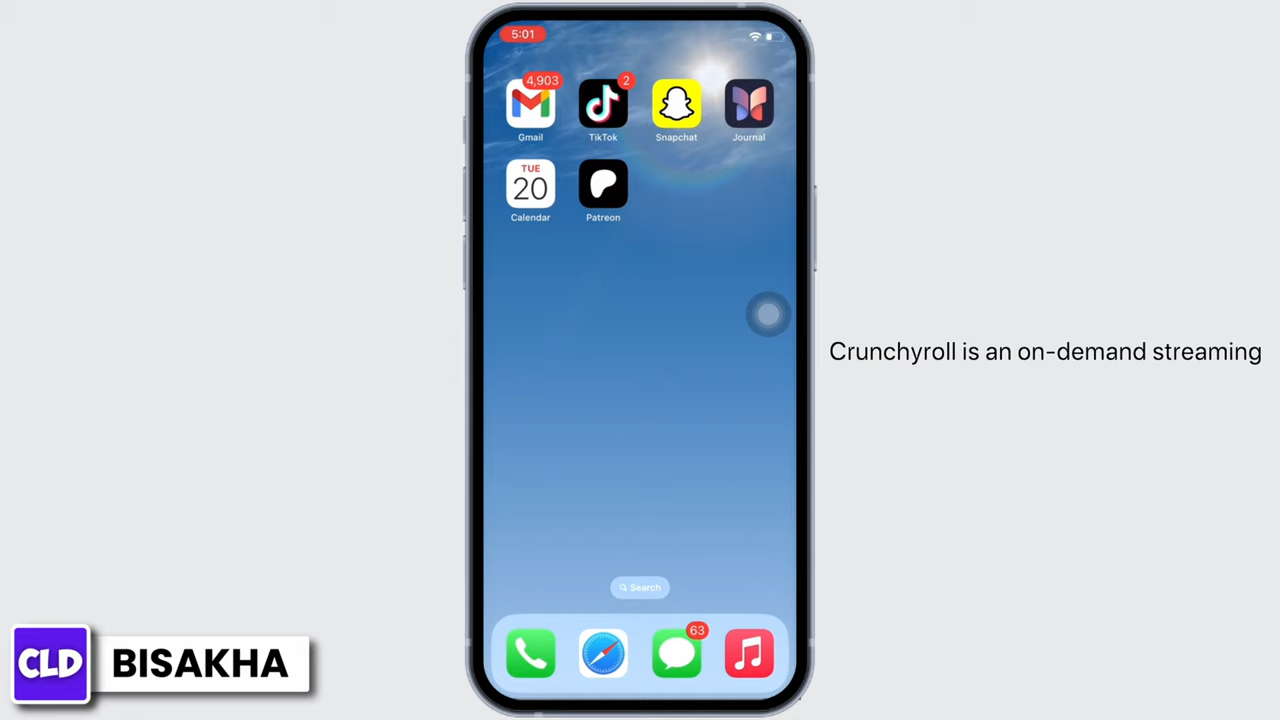 5:01
4,903
2
Gmail
TikTok
Snapchat
Journal
TUE
20
Calendar
Patreon
Crunchyroll is an on-demand streaming
Search
63
CLD
BISAKHA